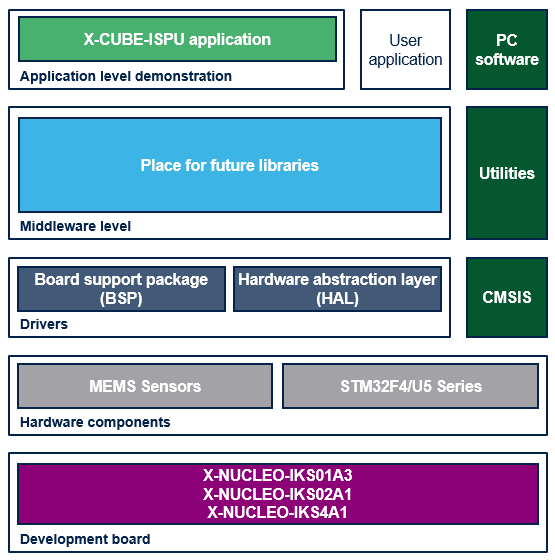 X-CUBE-ISPU application
Application level demonstration
User
application
PC
software
Place for future libraries
Middleware level
Utilities
Board support package
(BSP)
Hardware abstraction layer
(HAL)
Drivers
CMSIS
MEMS Sensors
STM32F4/U5 Series
Hardware components
X-NUCLEO-IKS01A3
X-NUCLEO-IKS02A1
X-NUCLEO-IKS4A1
Development board